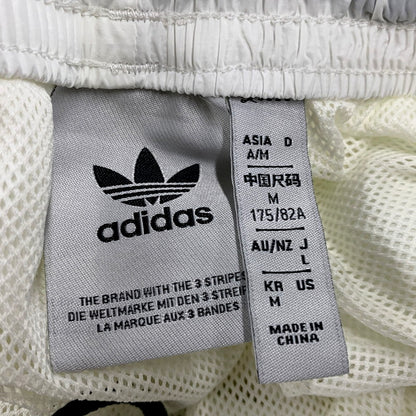 adidas
THE BRAND WITH THE 3 STRIPES
DIE WELTMARKE MIT DEN 3 STREIF
LA MARQUE AUX 3 BANDES
ASIA D
A/M
中国尺码
M
175/82A
AU/NZ J
L
KR US
M
MADE IN
CHINA